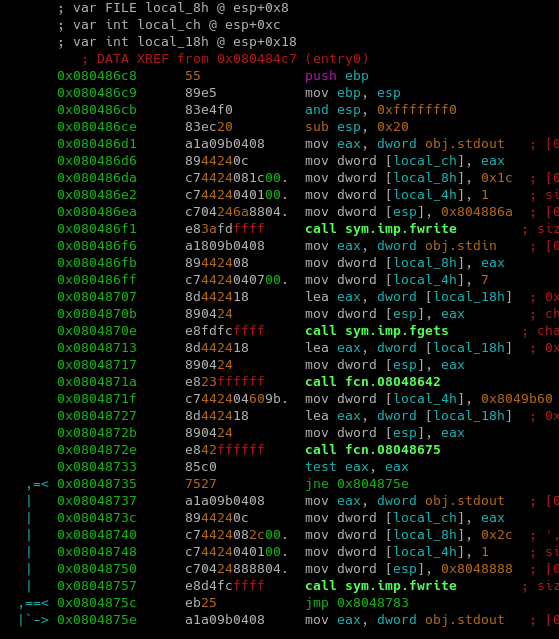 ; var FILE local_8h @ esp+0x8
; var int local_ch @ esp+0xc
; var int local_18h @ esp+0x18
; DATA XREF from 0x080484c7 (entry0)
0x080486c8 55 push ebp
0x080486c9 89e5 mov ebp, esp
0x080486cb 83e4f0 and esp, 0xfffffff0
0x080486ce 83ec20 sub esp, 0x20
0x080486d1 a1a09b0408 mov eax, dword obj.stdout ; [0
0x080486d6 8944240c mov dword [local_ch], eax
0x080486da c74424081c00. mov dword [local_8h], 0x1c ; [0
0x080486e2 c74424040100. mov dword [local_4h], 1 ; si
0x080486ea c704246a8804. mov dword [esp], 0x804886a ; [0
0x080486f1 e83afdffff call sym.imp.fwrite ; siz
0x080486f6 a1809b0408 mov eax, dword obj.stdin ; [0
0x080486fb 89442408 mov dword [local_8h], eax
0x080486ff c74424040700. mov dword [local_4h], 7
0x08048707 8d442418 lea eax, dword [local_18h] ; 0x
0x0804870b 890424 mov dword [esp], eax ; ch
0x0804870e e8fdfcffff call sym.imp.fgets ; cha
0x08048713 8d442418 lea eax, dword [local_18h] ; 0x
0x08048717 890424 mov dword [esp], eax
0x0804871a e823ffffff call fcn.08048642
0x0804871f c7442404609b. mov dword [local_4h], 0x8049b60
0x08048727 8d442418 lea eax, dword [local_18h] ; 0x
0x0804872b 890424 mov dword [esp], eax
0x0804872e e842ffffff call fcn.08048675
0x08048733 85c0 test eax, eax
,=< 0x08048735 7527 jne 0x804875e
| 0x08048737 a1a09b0408 mov eax, dword obj.stdout ; [0
| 0x0804873c 8944240c mov dword [local_ch], eax
| 0x08048740 c74424082c00. mov dword [local_8h], 0x2c ; ',
| 0x08048748 c74424040100. mov dword [local_4h], 1 ; si
| 0x08048750 c70424888804. mov dword [esp], 0x8048888 ; [0
| 0x08048757 e8d4fcffff call sym.imp.fwrite ; siz
,==< 0x0804875c eb25 jmp 0x8048783
|`-> 0x0804875e a1a09b0408 mov eax, dword obj.stdout ; [0